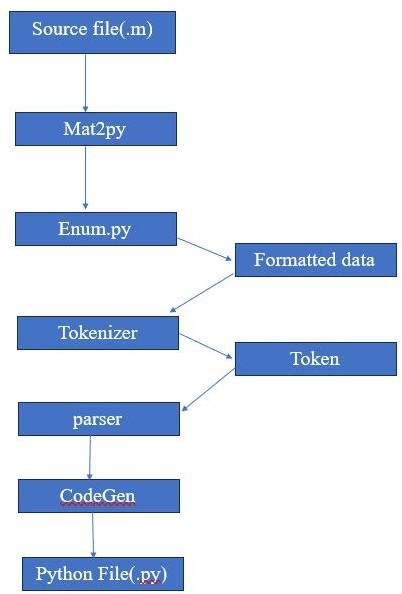 Source file(.m)
Mat2py
Enum.py
Formatted data
Tokenizer
Token
parser
CodeGen
Python File(.py)